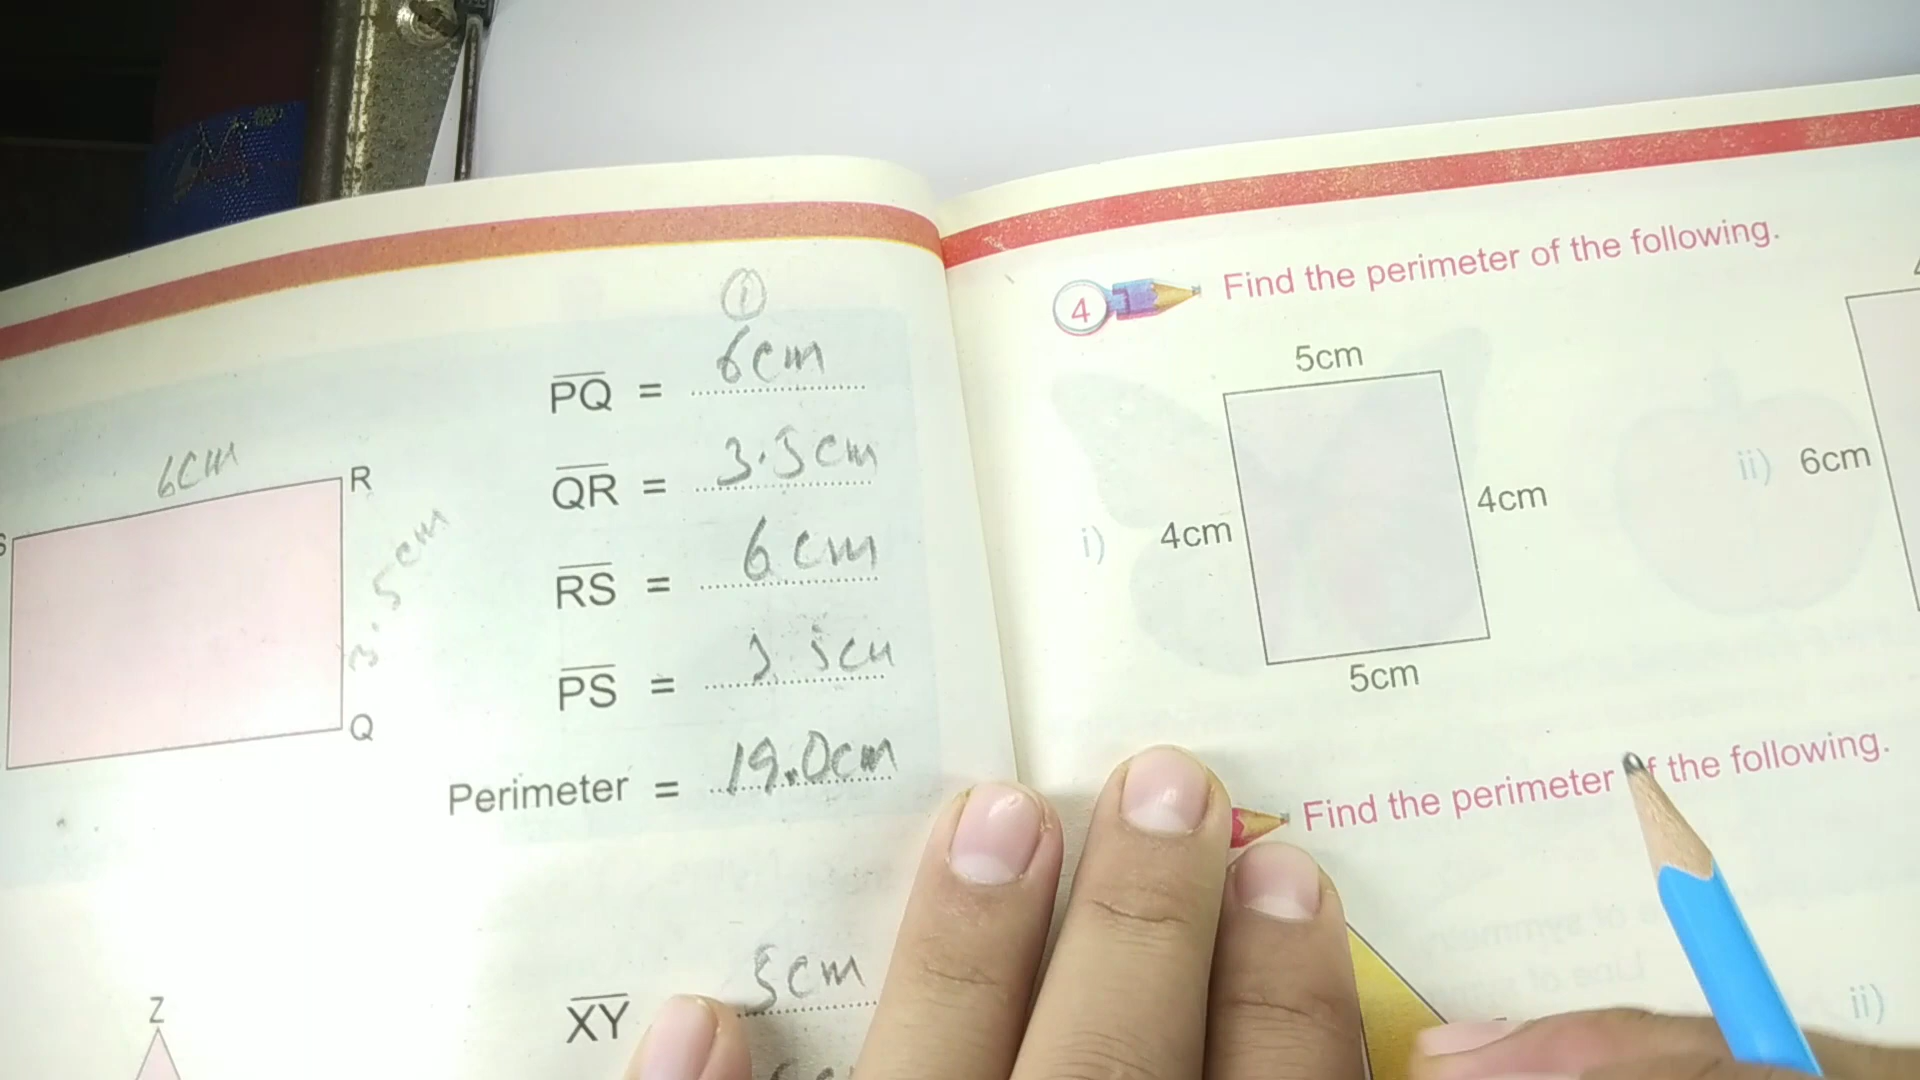 ①
PQ = 6cm
QR = 3.5cm
RS = 6cm
PS = 3.5cm
Perimeter = 19.0cm
6cm
R
S
3.5cm
Q
XY 5cm
Z
4 Find the perimeter of the following.
5cm
i) 4cm
4cm
5cm
ii) 6cm
Find the perimeter of the following.
ii)